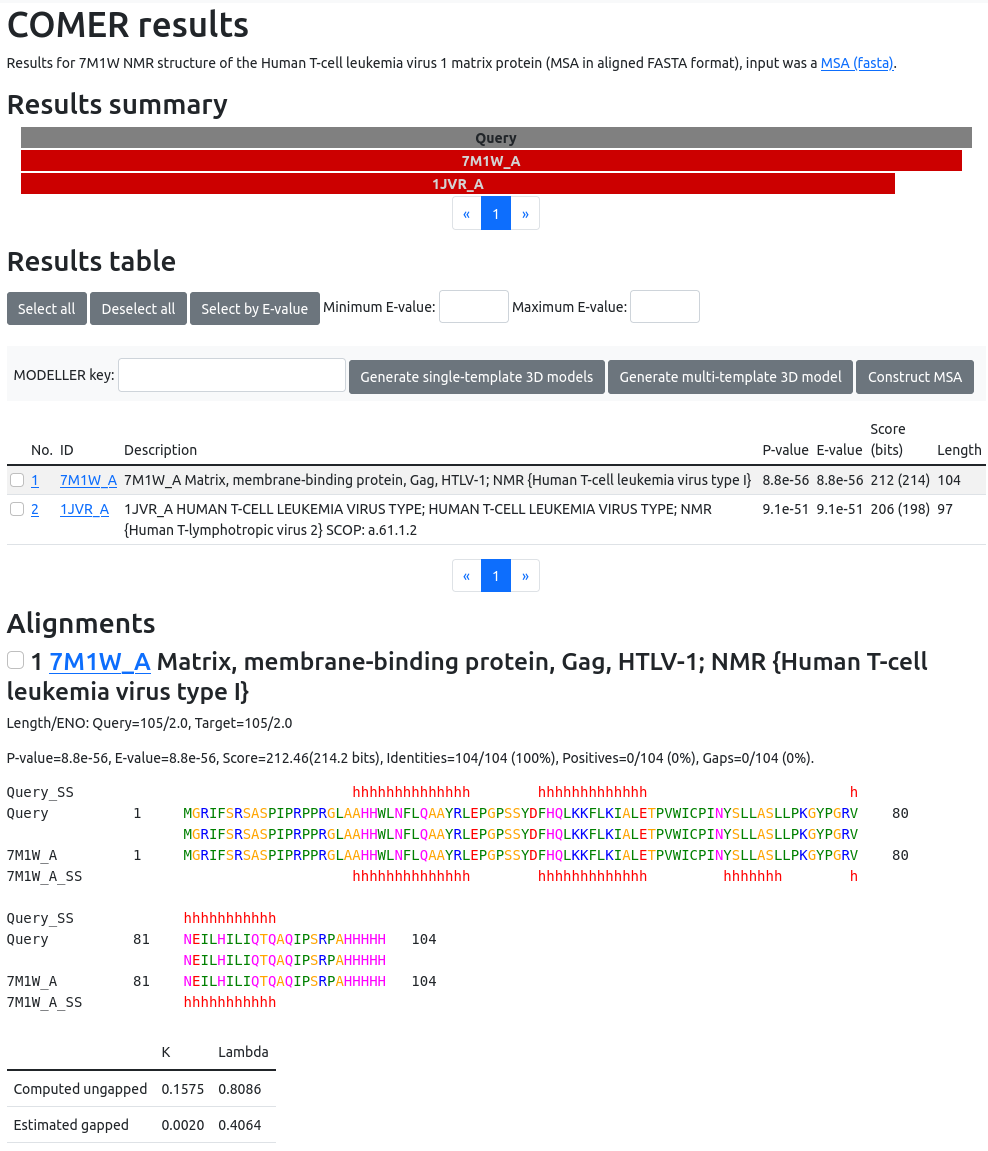 COMER results
Results for 7M1W NMR structure of the Human T-cell leukemia virus 1 matrix protein (MSA in aligned FASTA format), input was a MSA (fasta).
Results summary
Query
7M1W_A
1JVR_A
« 1 »
Results table
Select all Deselect all Select by E-value Minimum E-value: Maximum E-value:
MODELLER key: Generate single-template 3D models Generate multi-template 3D model Construct MSA
No. ID Description P-value E-value Score (bits) Length
1 7M1W_A 7M1W_A Matrix, membrane-binding protein, Gag, HTLV-1; NMR {Human T-cell leukemia virus type I} 8.8e-56 8.8e-56 212 (214) 104
2 1JVR_A 1JVR_A HUMAN T-CELL LEUKEMIA VIRUS TYPE; HUMAN T-CELL LEUKEMIA VIRUS TYPE; NMR 9.1e-51 9.1e-51 206 (198) 97
{Human T-lymphotropic virus 2} SCOP: a.61.1.2
« 1 »
Alignments
1 7M1W_A Matrix, membrane-binding protein, Gag, HTLV-1; NMR {Human T-cell
leukemia virus type I}
Length/ENO: Query=105/2.0, Target=105/2.0
P-value=8.8e-56, E-value=8.8e-56, Score=212.46(214.2 bits), Identities=104/104 (100%), Positives=0/104 (0%), Gaps=0/104 (0%).
Query_SS hhhhhhhhhhhhhh hhhhhhhhhhhhh h
Query 1 MGRIFSRSASPIPRPPRGLAAHHWLNFLQAAYRLEPGPSSYDFHQLKKFLKIALETPVWICPINYSLLASLLPKGYPGRV 80
MGRIFSRSASPIPRPPRGLAAHHWLNFLQAAYRLEPGPSSYDFHQLKKFLKIALETPVWICPINYSLLASLLPKGYPGRV
7M1W_A 1 MGRIFSRSASPIPRPPRGLAAHHWLNFLQAAYRLEPGPSSYDFHQLKKFLKIALETPVWICPINYSLLASLLPKGYPGRV 80
7M1W_A_SS hhhhhhhhhhhhhh hhhhhhhhhhhhh hhhhhhh h
Query_SS hhhhhhhhhhh
Query 81 NEILHILIQTQAQIPSRPAHHHHH 104
NEILHILIQTQAQIPSRPAHHHHH
7M1W_A 81 NEILHILIQTQAQIPSRPAHHHHH 104
7M1W_A_SS hhhhhhhhhhh
K Lambda
Computed ungapped 0.1575 0.8086
Estimated gapped 0.0020 0.4064